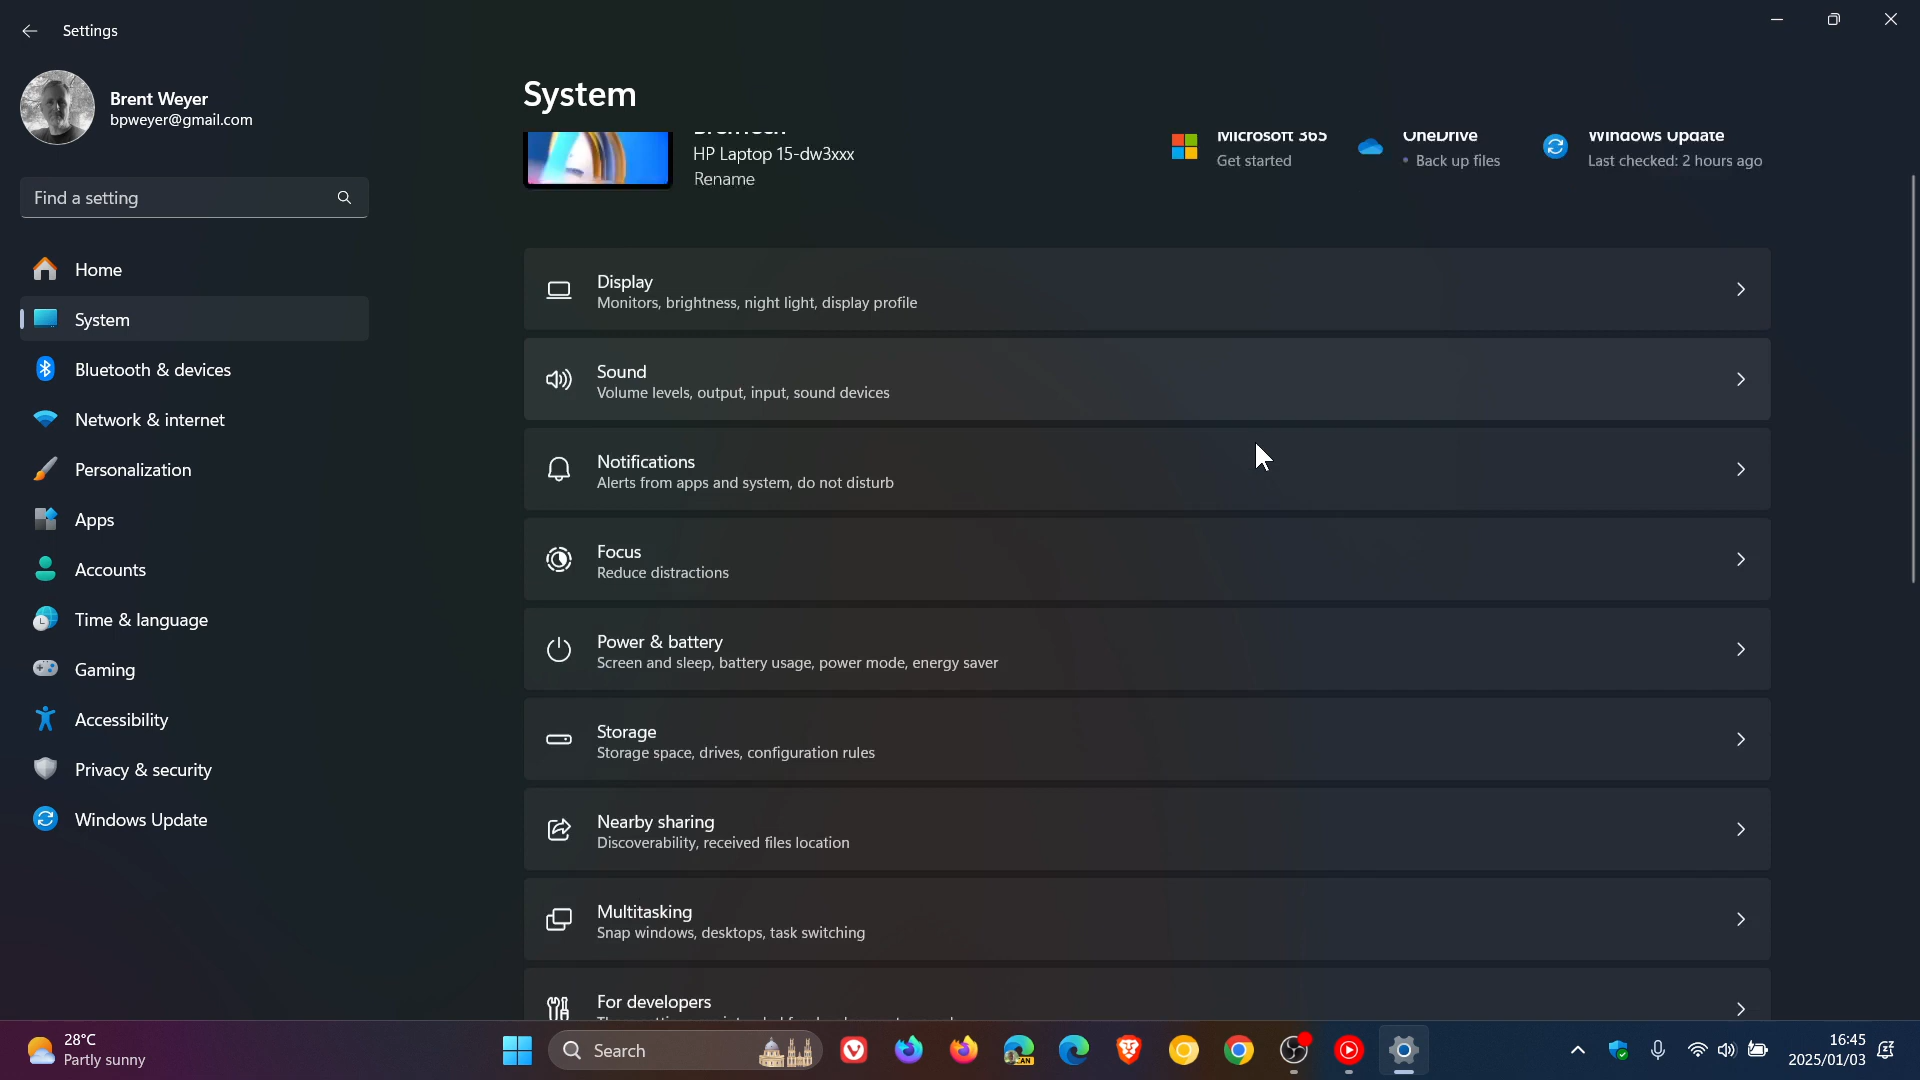 Settings
Brent Weyer
bpweyer@gmail.com
Find a setting
Home
System
Bluetooth & devices
Network & internet
Personalization
Apps
Accounts
Time & language
Gaming
Accessibility
Privacy & security
Windows Update
System
HP Laptop 15-dw3xxx
Rename
Microsoft 365
Get started
OneDrive
• Back up files
Windows Update
Last checked: 2 hours ago
Display
Monitors, brightness, night light, display profile
Sound
Volume levels, output, input, sound devices
Notifications
Alerts from apps and system, do not disturb
Focus
Reduce distractions
Power & battery
Screen and sleep, battery usage, power mode, energy saver
Storage
Storage space, drives, configuration rules
Nearby sharing
Discoverability, received files location
Multitasking
Snap windows, desktops, task switching
For developers
28°C
Partly sunny
Search
CAN
16:45
2025/01/03